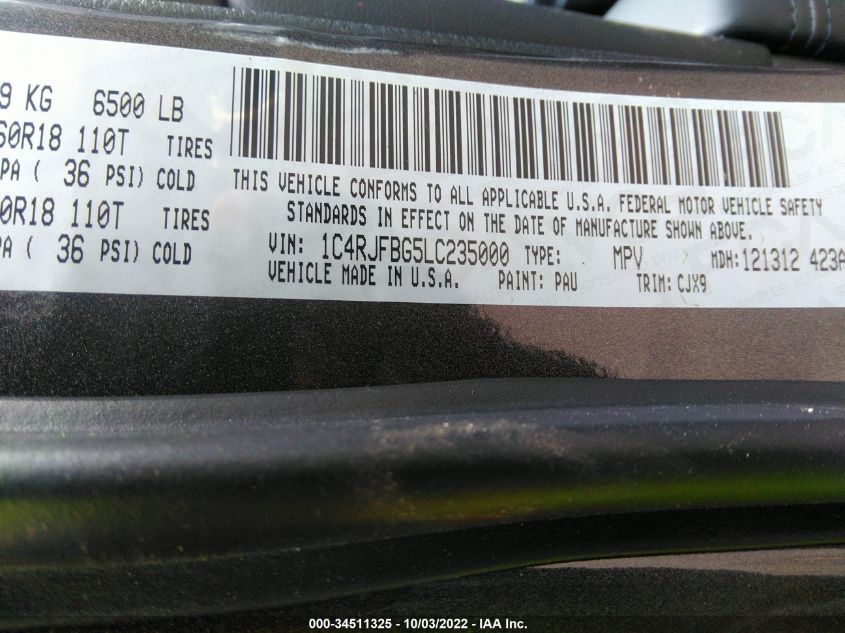 9 KG 6500 LB
60R18 110T TIRES
PA ( 36 PSI) COLD
0R18 110T TIRES
PA ( 36 PSI) COLD
THIS VEHICLE CONFORMS TO ALL APPLICABLE U.S.A. FEDERAL MOTOR VEHICLE SAFETY
STANDARDS IN EFFECT ON THE DATE OF MANUFACTURE SHOWN ABOVE.
VIN: 1C4RJFBG5LC235000 TYPE: MPV MDH:121312 423A
VEHICLE MADE IN U.S.A. PAINT: PAU TRIM: CJX9
000-34511325 - 10/03/2022 - IAA Inc.